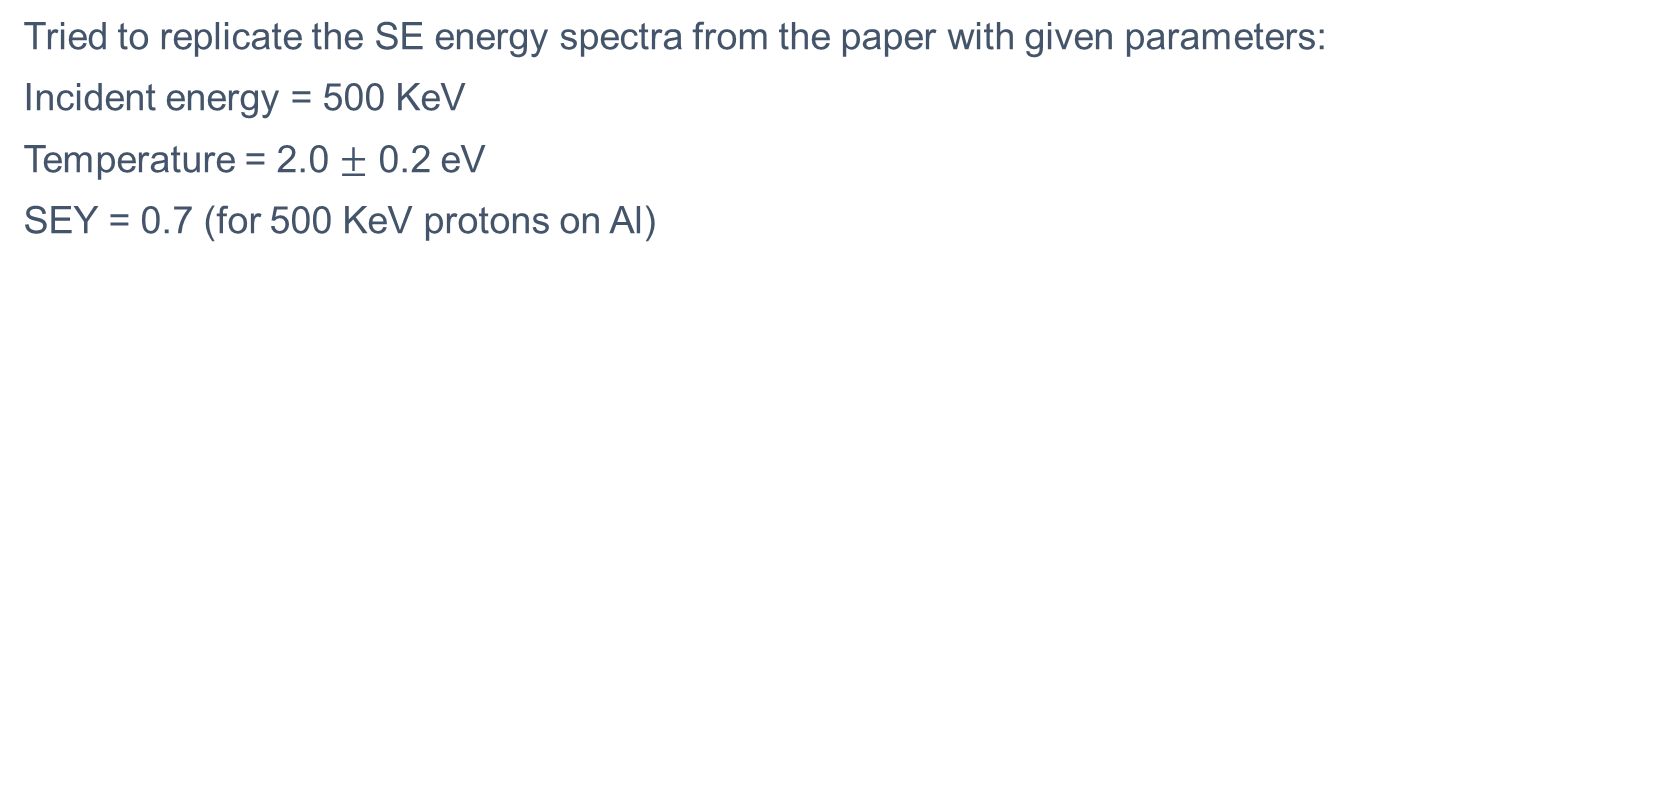 Tried to replicate the SE energy spectra from the paper with given parameters:
Incident energy = 500 KeV
Temperature = 2.0 ± 0.2 eV
SEY = 0.7 (for 500 KeV protons on Al)